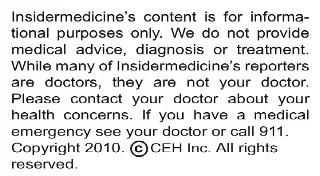 Insidermedicine's content is for informa-
tional purposes only. We do not provide
medical advice, diagnosis or treatment.
While many of Insidermedicine's reporters
are doctors, they are not your doctor.
Please contact your doctor about your
health concerns. If you have a medical
emergency see your doctor or call 911.
Copyright 2010. © CEH Inc. All rights
reserved.